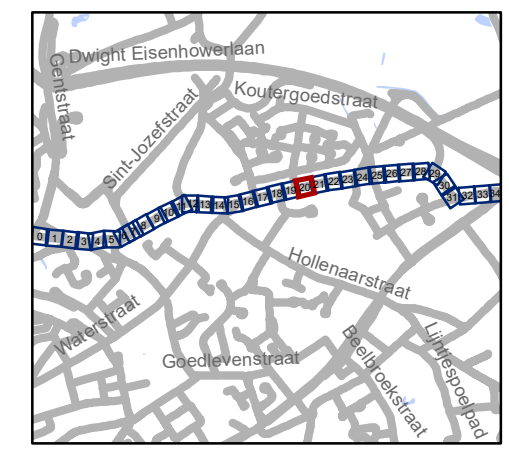 Dwight Eisenhowerlaan
Gentstraat
Koutergoedstraat
Sint-Jozefstraat
0 1 2 3 4 5 6 7 8 9 10 11 12 13 14 15 16 17 18 19 20 21 22 23 24 25 26 27 28 29 30 31 32 33 34
Hollenaarstraat
Waterstraat
Goedlevenstraat
Beelbroekstraat
Lijntjespoelpad